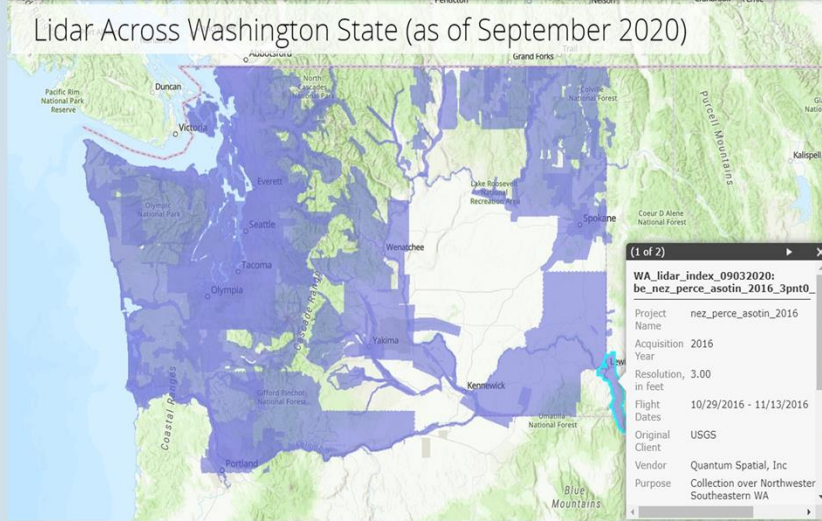 Lidar Across Washington State (as of September 2020)
Abbotsford
Grand Forks
Trail
Nelson
Duncan
Pacific Rim
National Park
Reserve
Victoria
North
Cascades
Colville
National Forest
Purcell Mountains
Kalispell
Everett
Olympic
National Park
Lake Roosevelt
National
Recreation Area
Coeur D Alene
National Forest
Seattle
Spokane
Tacoma
Wenatchee
Olympia
Cascade Range
Yakima
Kennewick
Gifford Pinchot
National Forest
Umatilla
National Forest
Coastal Ranges
Portland
Blue
Mountains
Lewi
(1 of 2)
WA_lidar_index_09032020:
be_nez_perce_asotin_2016_3pnt0_
Project
Name
nez_perce_asotin_2016
Acquisition
Year
2016
Resolution,
in feet
3.00
Flight
Dates
10/29/2016 - 11/13/2016
Original
Client
USGS
Vendor
Quantum Spatial, Inc
Purpose
Collection over Northwester
Southeastern WA